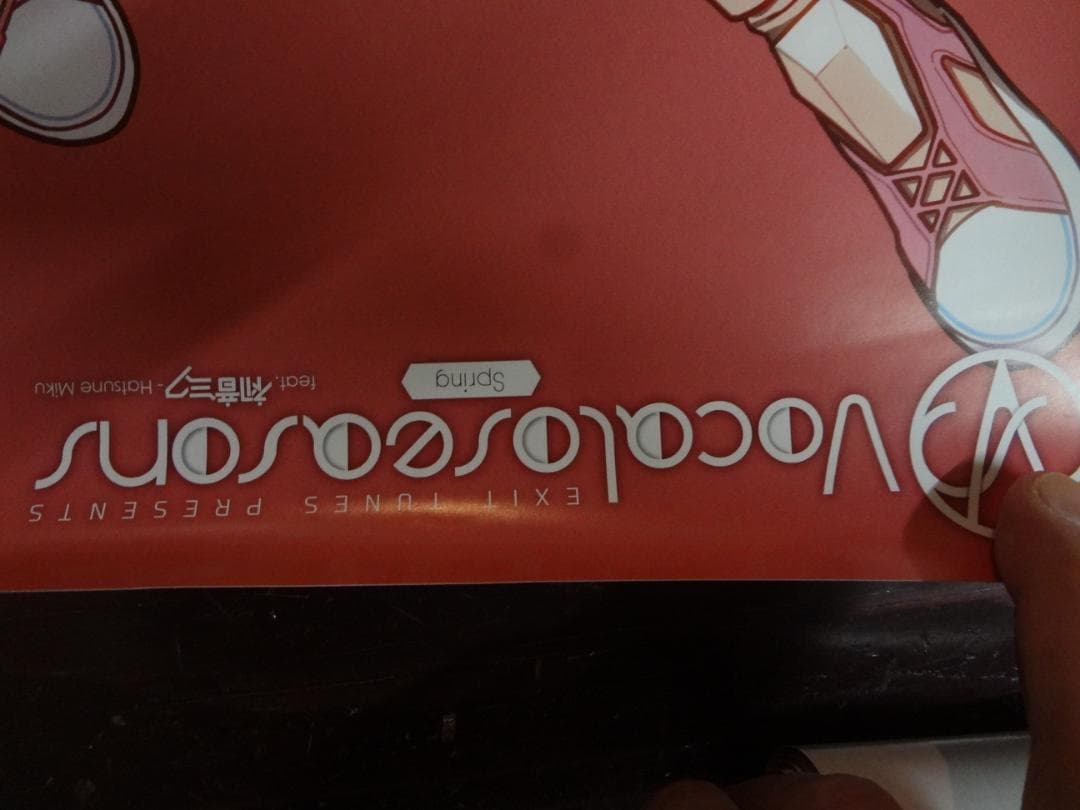 EXIT TUNES PRESENTS
Vocaloseasons
Spring
feat. 初音ミク - Hatsune Miku